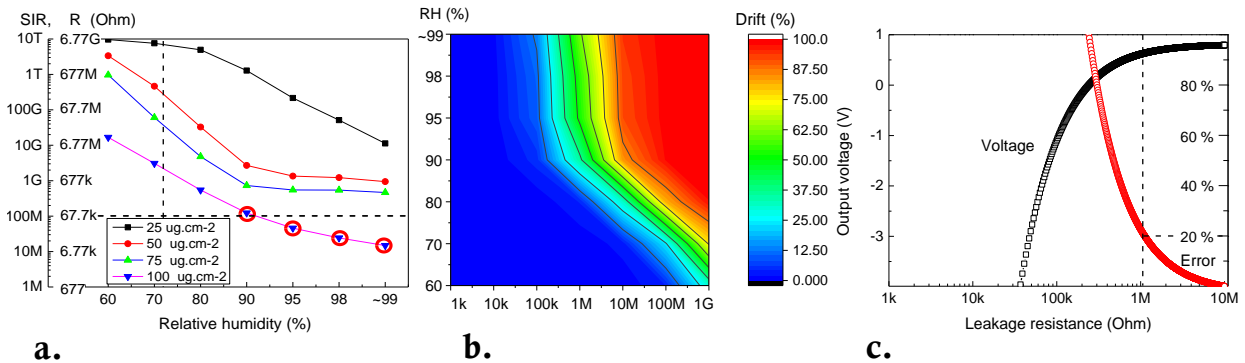 SIR, R (Ohm)
10T 6.77G
1T 677M
100G 67.7M
10G 6.77M
1G 677k
100M 67.7k
10M 6.77k
1M 677
25 ug.cm-2
50 ug.cm-2
75 ug.cm-2
100 ug.cm-2
60 70 80 90 95 98 ~99
Relative humidity (%)
a.
RH (%)
~99
98
95
90
80
70
60
1k 10k 100k 1M 10M 100M 1G
b.
Drift (%)
100.0
87.50
75.00
62.50
50.00
37.50
25.00
12.50
0.000
Output voltage (V)
1
0
-1
-2
-3
Voltage
80 %
60 %
40 %
20 %
Error
1k 10k 100k 1M 10M
Leakage resistance (Ohm)
c.